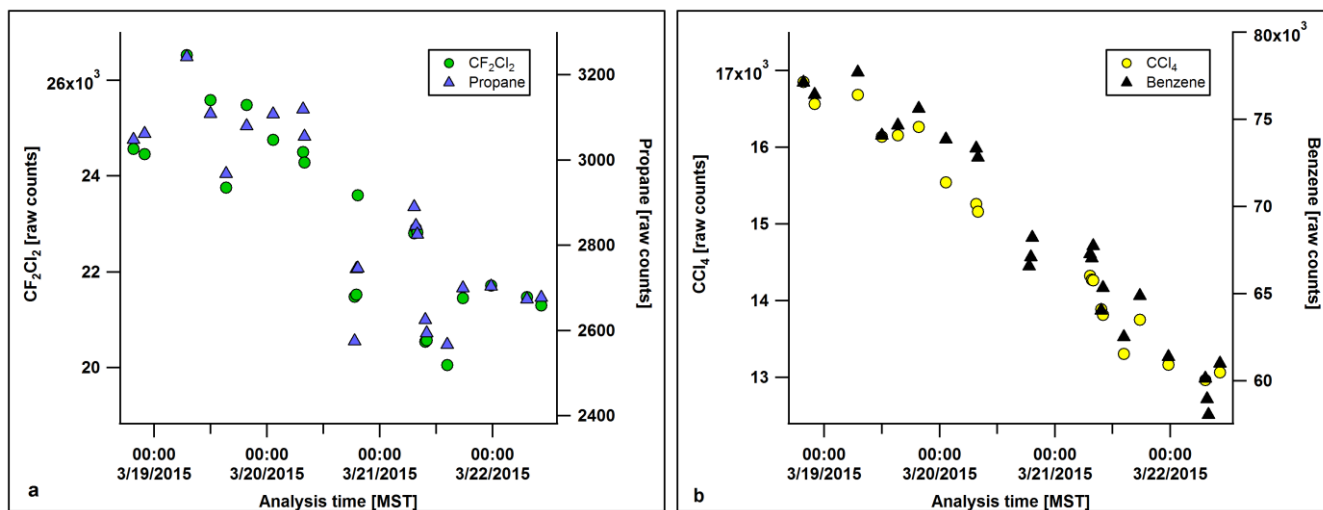 CF₂Cl₂ [raw counts]
26x10³
24
22
20
CF₂Cl₂
Propane
3200
3000
2800
2600
2400
Propane [raw counts]
00:00 00:00 00:00 00:00
3/19/2015 3/20/2015 3/21/2015 3/22/2015
Analysis time [MST]
a
CCl₄ [raw counts]
17x10³
16
15
14
13
CCl₄
Benzene
80x10³
75
70
65
60
Benzene [raw counts]
00:00 00:00 00:00 00:00
3/19/2015 3/20/2015 3/21/2015 3/22/2015
Analysis time [MST]
b